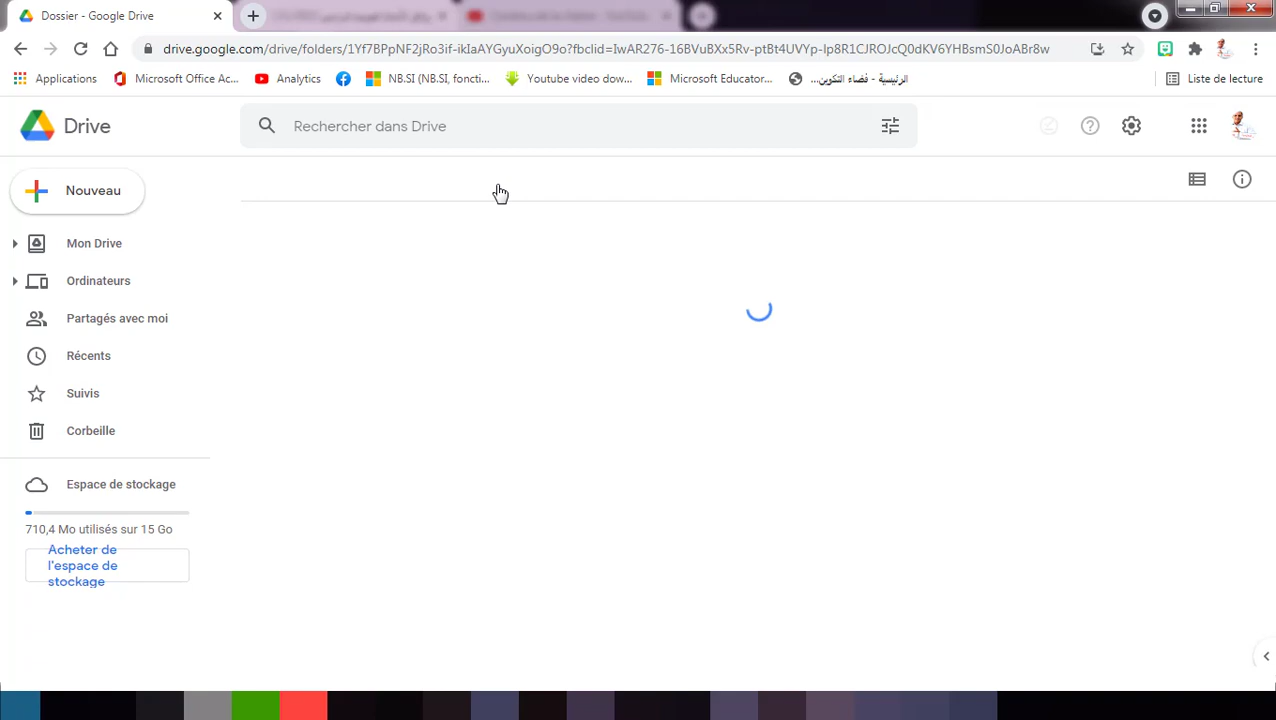 Dossier - Google Drive
drive.google.com/drive/folders/1Yf7BPpNF2jRo3if-ikIaAYGyuXoigO9o?fbclid=IwAR276-16BVuBXx5Rv-ptBt4UVYp-Ip8R1CJROJcQ0dKV6YHBsmS0JoABr8w
Applications Microsoft Office Ac... Analytics NB.SI (NB.SI, foncti... Youtube video dow... Microsoft Educator... الرئيسية - فضاء التكوين... Liste de lecture
Drive Rechercher dans Drive
Nouveau
Mon Drive
Ordinateurs
Partagés avec moi
Récents
Suivis
Corbeille
Espace de stockage
710,4 Mo utilisés sur 15 Go
Acheter de
l'espace de
stockage